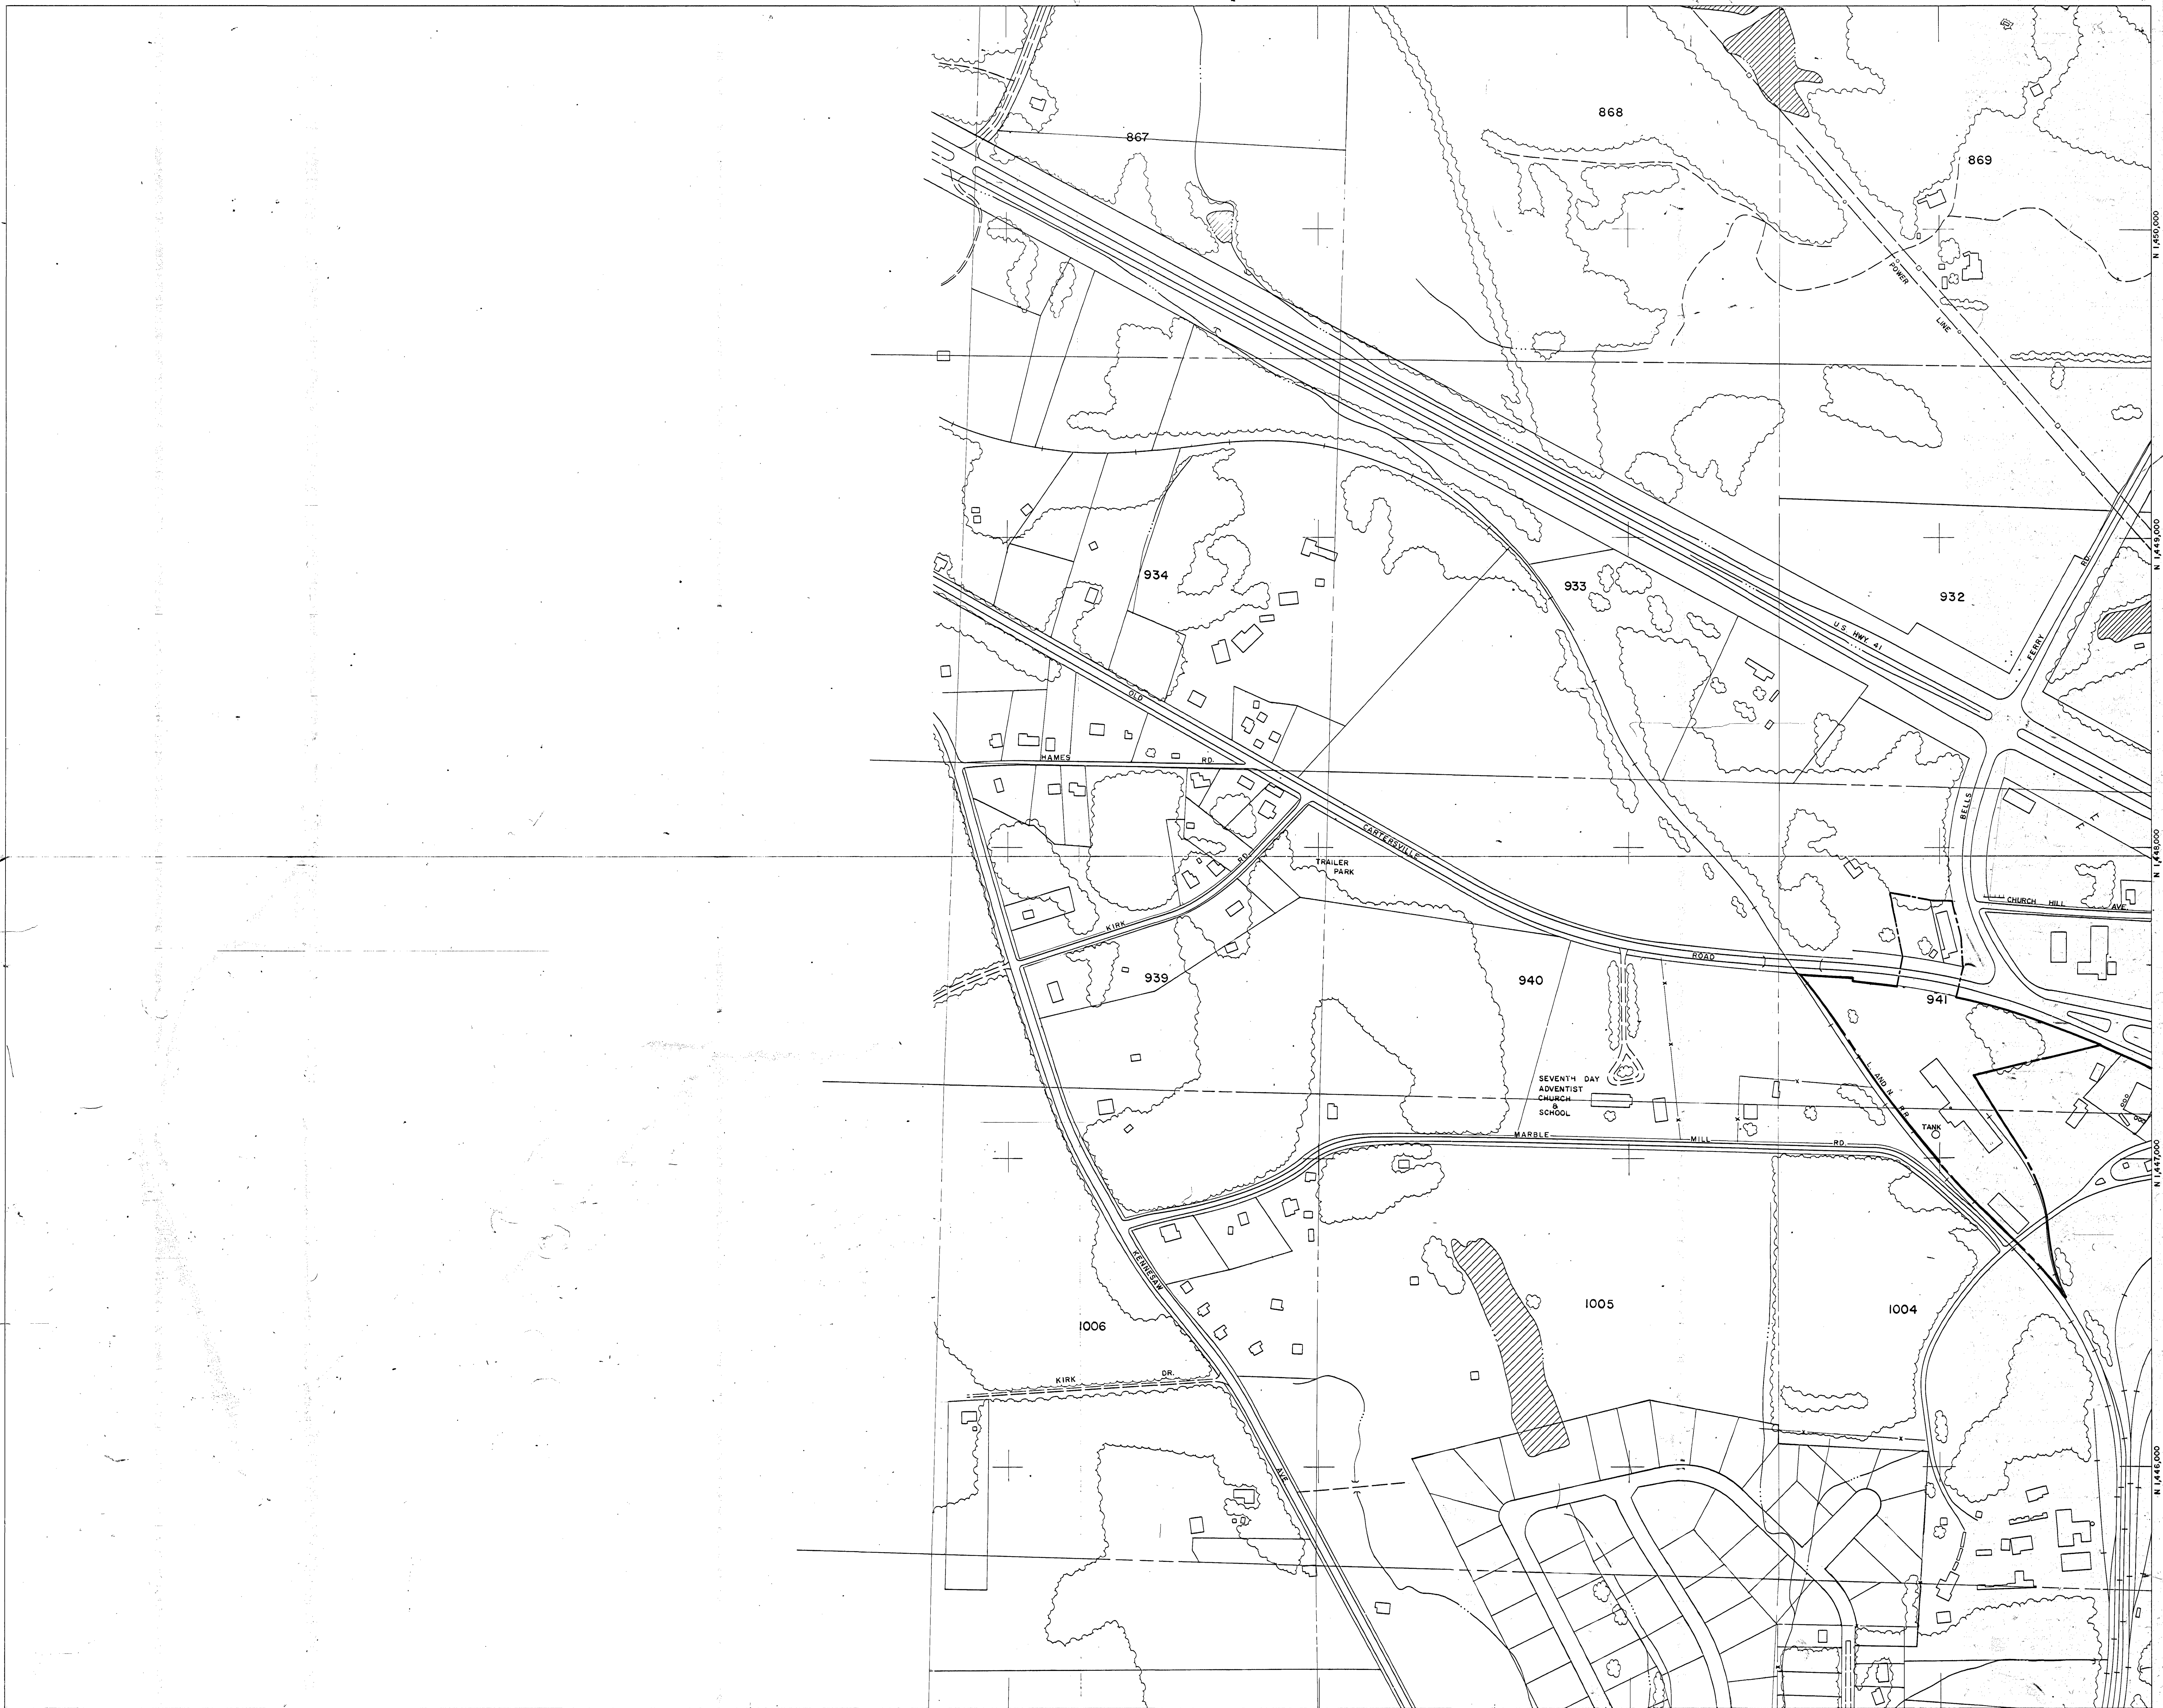 867
868
869
N 1,450,000
POWER
LINE
N 1,449,000
934
933
932
RD.
FERRY
U.S. HWY. 41
OLD
HAMES RD.
BELLS
CARTERSVILLE
N 1,448,000
TRAILER
PARK
RD.
KIRK
CHURCH HILL AVE.
ROAD
939
940
941
SEVENTH DAY
ADVENTIST
CHURCH
&
SCHOOL
L AND N RR
TANK
MARBLE MILL RD.
N 1,447,000
KENNESAW
1006
1005
1004
KIRK DR.
AVE.
N 1,446,000